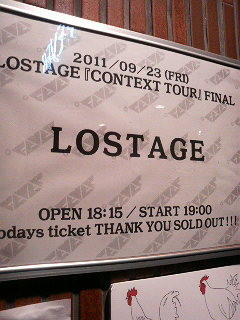 2011/09/23 (FRI)
LOSTAGE『CONTEXT TOUR』FINAL
LOSTAGE
OPEN 18:15 / START 19:00
odays ticket THANK YOU SOLD OUT!!!